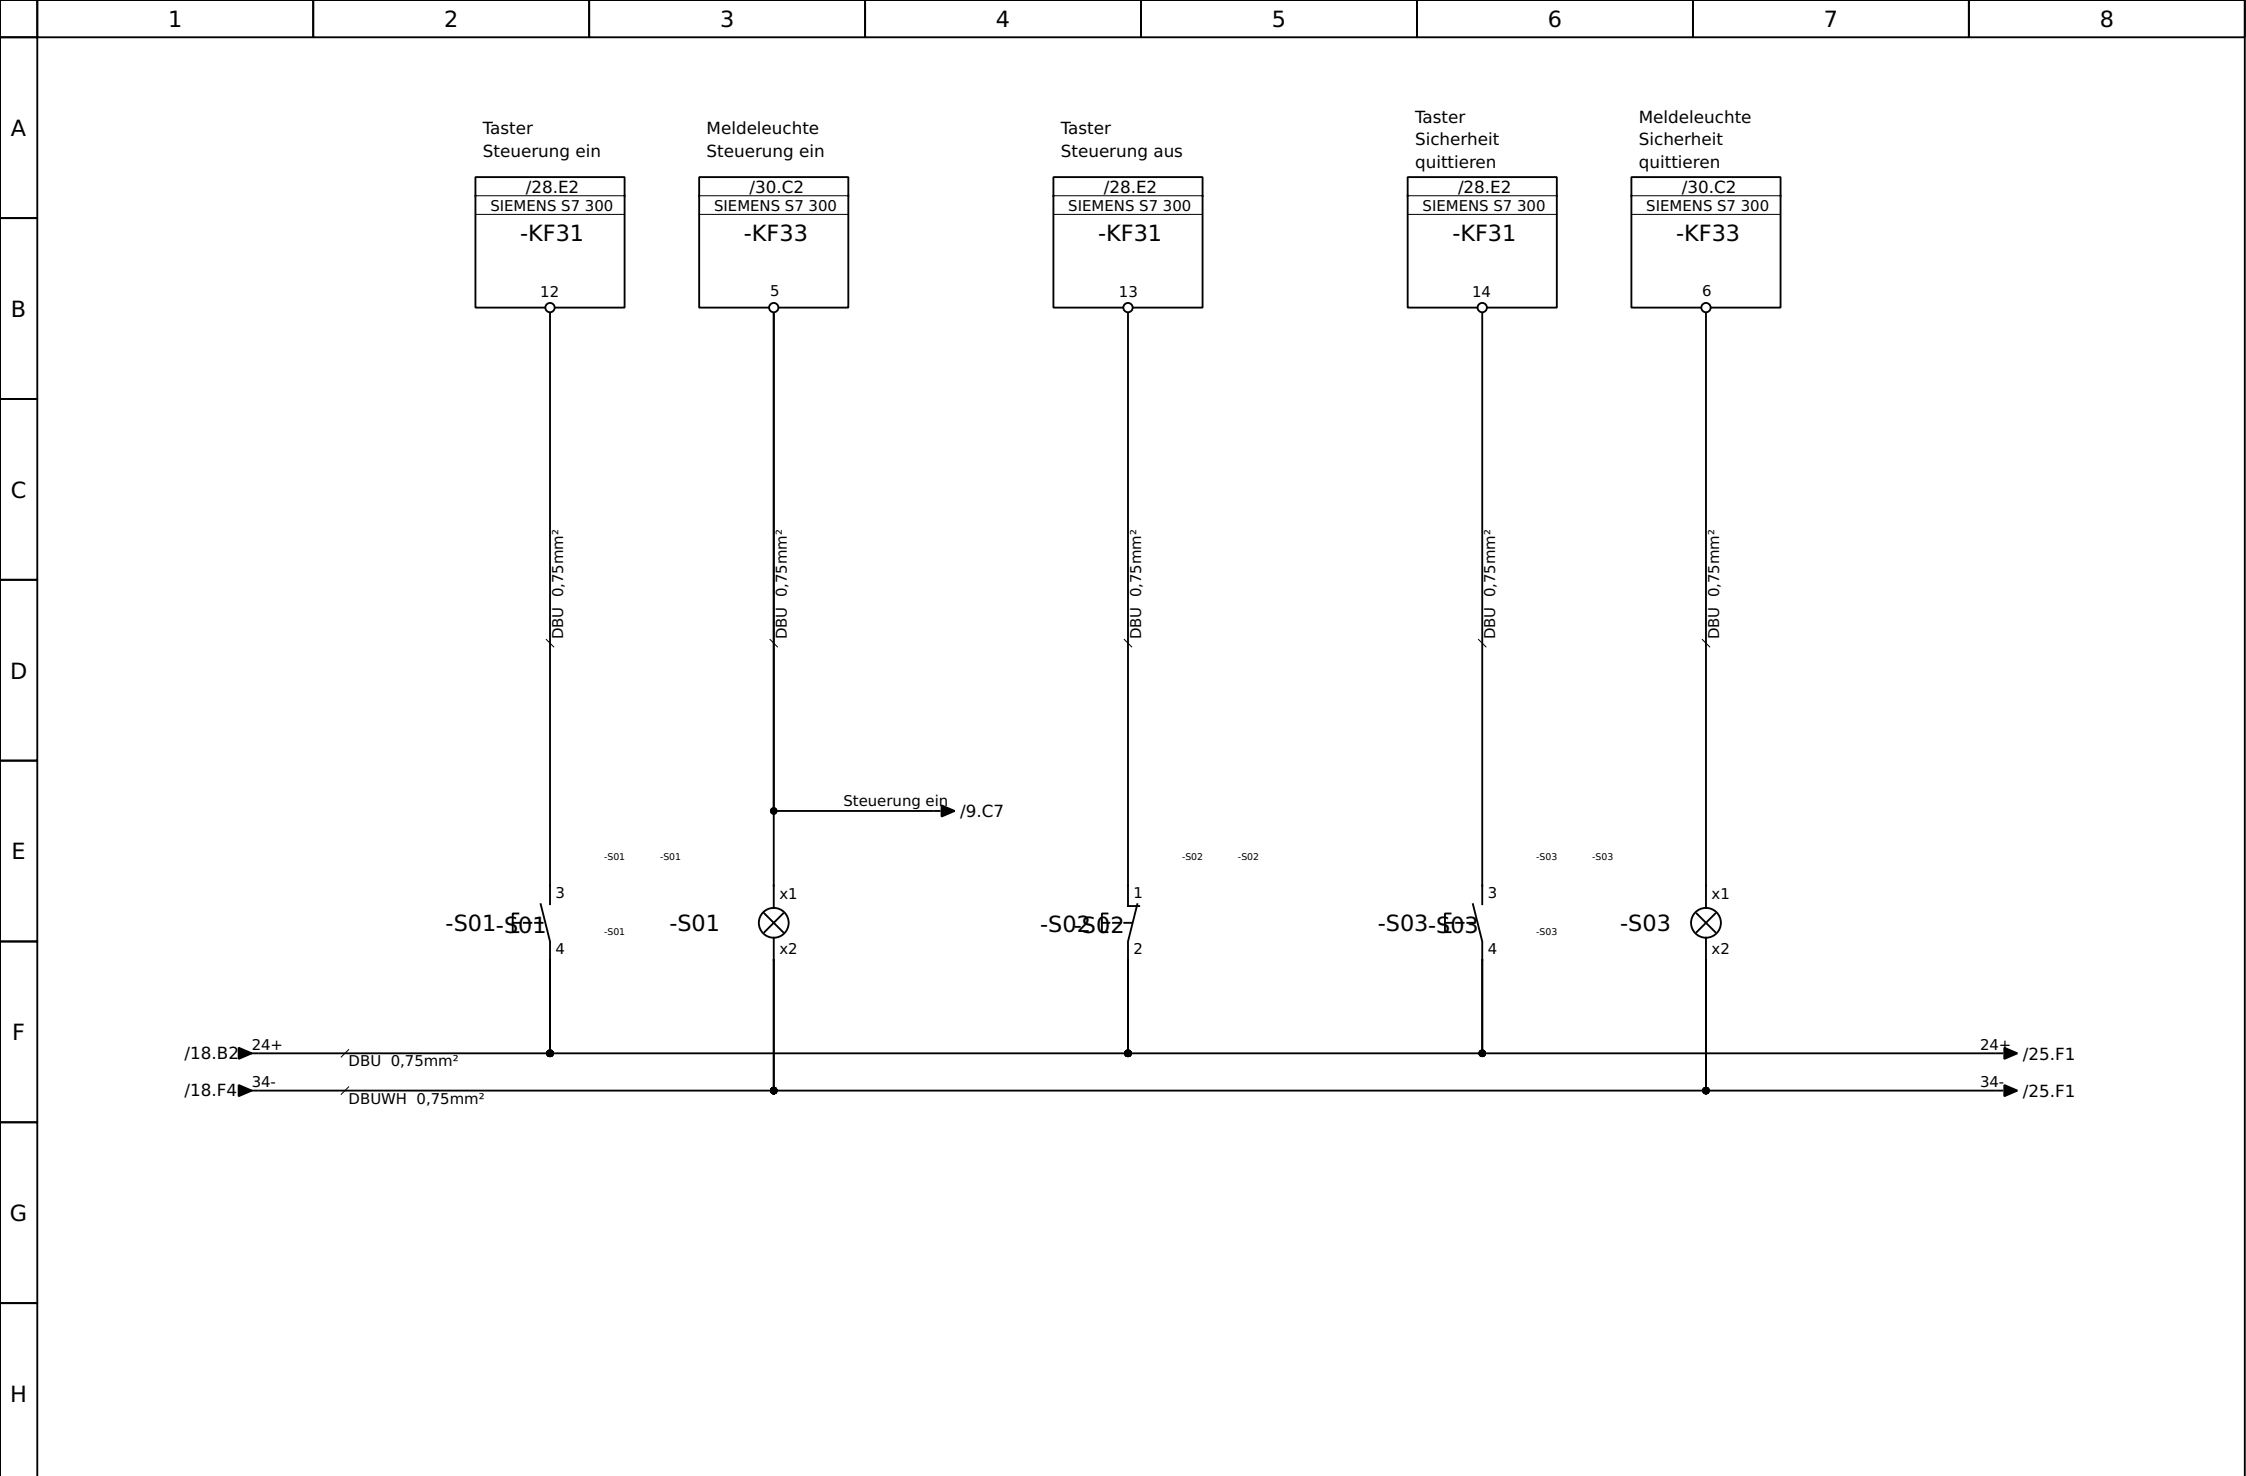 1 2 3 4 5 6 7 8
A
B
C
D
E
F
G
H
Taster
Steuerung ein
/28.E2
SIEMENS S7 300
-KF31
12
Meldeleuchte
Steuerung ein
/30.C2
SIEMENS S7 300
-KF33
5
Taster
Steuerung aus
/28.E2
SIEMENS S7 300
-KF31
13
Taster
Sicherheit
quittieren
/28.E2
SIEMENS S7 300
-KF31
14
Meldeleuchte
Sicherheit
quittieren
/30.C2
SIEMENS S7 300
-KF33
6
DBU 0,75mm²
DBU 0,75mm²
DBU 0,75mm²
DBU 0,75mm²
DBU 0,75mm²
Steuerung ein /9.C7
-S01 -S01
-S02 -S02
-S03 -S03
3
-S01 -S01
4
-S01
x1
-S01
x2
1
-S02 -S02
2
3
-S03 -S03
4
-S03
x1
-S03
x2
/18.B2 24+
DBU 0,75mm²
24+ /25.F1
/18.F4 34-
DBUWH 0,75mm²
34- /25.F1